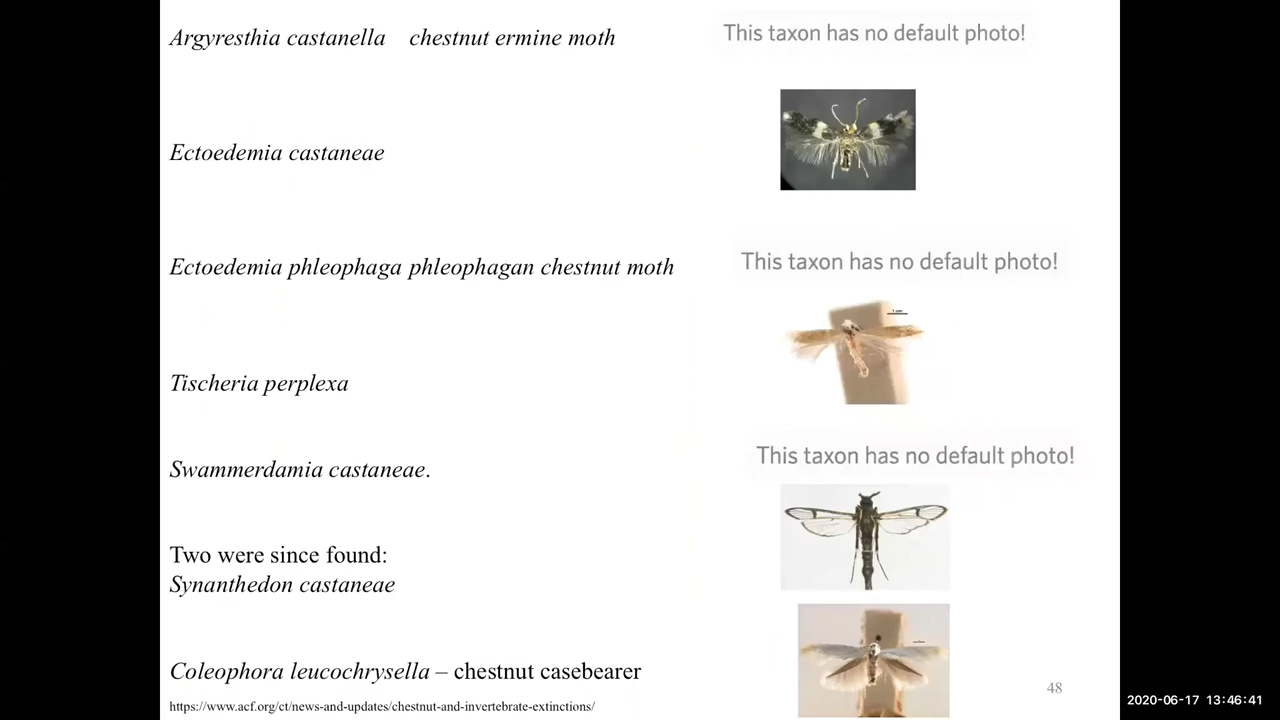 Argyresthia castanella chestnut ermine moth
This taxon has no default photo!
Ectoedemia castaneae
Ectoedemia phleophaga phleophagan chestnut moth
This taxon has no default photo!
Tischeria perplexa
Swammerdamia castaneae.
This taxon has no default photo!
Two were since found:
Synanthedon castaneae
Coleophora leucochrysella – chestnut casebearer
48
https://www.acf.org/ct/news-and-updates/chestnut-and-invertebrate-extinctions/
2020-06-17 13:46:41